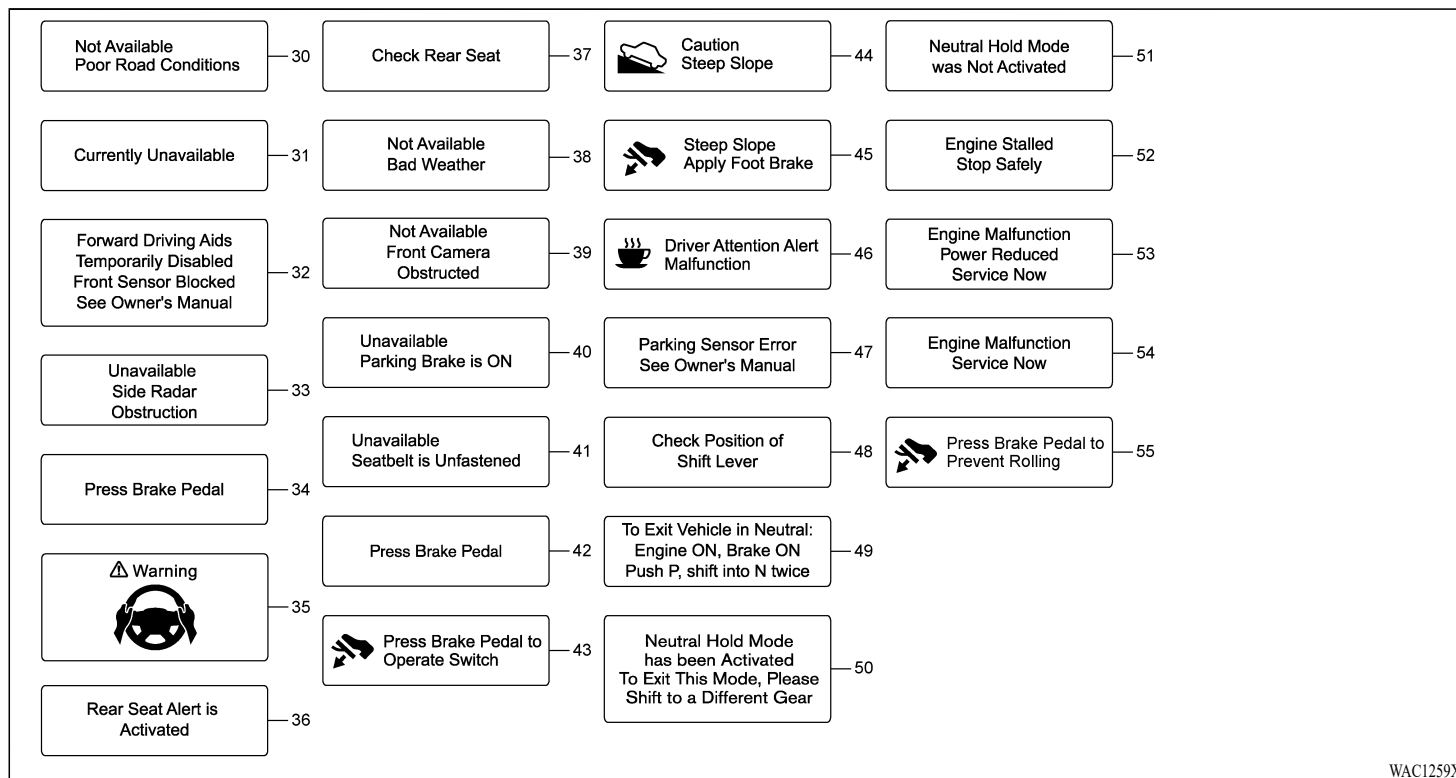 Not Available
Poor Road Conditions
30
Currently Unavailable
31
Forward Driving Aids
Temporarily Disabled
Front Sensor Blocked
See Owner's Manual
32
Unavailable
Side Radar
Obstruction
33
Press Brake Pedal
34
Warning
35
Rear Seat Alert is
Activated
36
Check Rear Seat
37
Not Available
Bad Weather
38
Not Available
Front Camera
Obstructed
39
Unavailable
Parking Brake is ON
40
Unavailable
Seatbelt is Unfastened
41
Press Brake Pedal
42
Press Brake Pedal to
Operate Switch
43
Caution
Steep Slope
44
Steep Slope
Apply Foot Brake
45
Driver Attention Alert
Malfunction
46
Parking Sensor Error
See Owner's Manual
47
Check Position of
Shift Lever
48
To Exit Vehicle in Neutral:
Engine ON, Brake ON
Push P, shift into N twice
49
Neutral Hold Mode
has been Activated
To Exit This Mode, Please
Shift to a Different Gear
50
Neutral Hold Mode
was Not Activated
51
Engine Stalled
Stop Safely
52
Engine Malfunction
Power Reduced
Service Now
53
Engine Malfunction
Service Now
54
Press Brake Pedal to
Prevent Rolling
55
WAC1259X